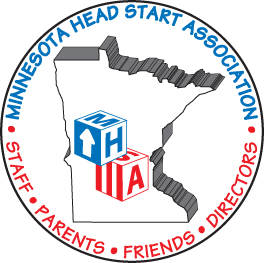 • MINNESOTA HEAD START ASSOCIATION •
STAFF • PARENTS • FRIENDS • DIRECTORS
M H
S A